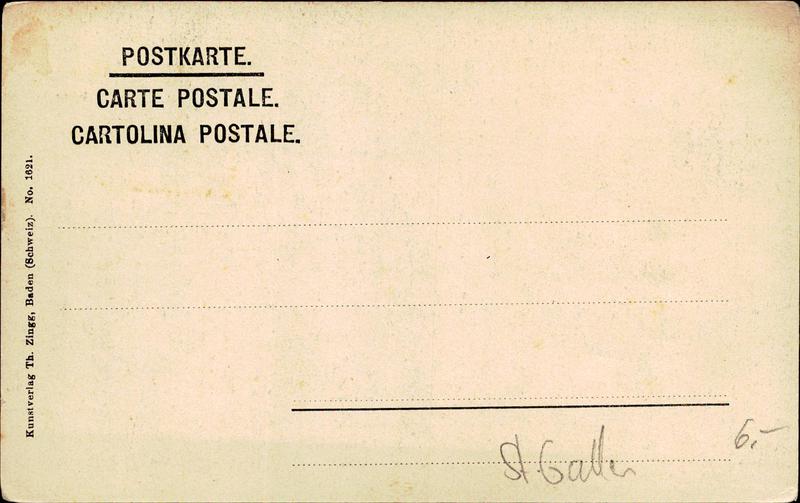 POSTKARTE.
CARTE POSTALE.
CARTOLINA POSTALE.
Kunstverlag Th. Zingg, Baden (Schweiz). No. 1621.
St. Gallen
6.-